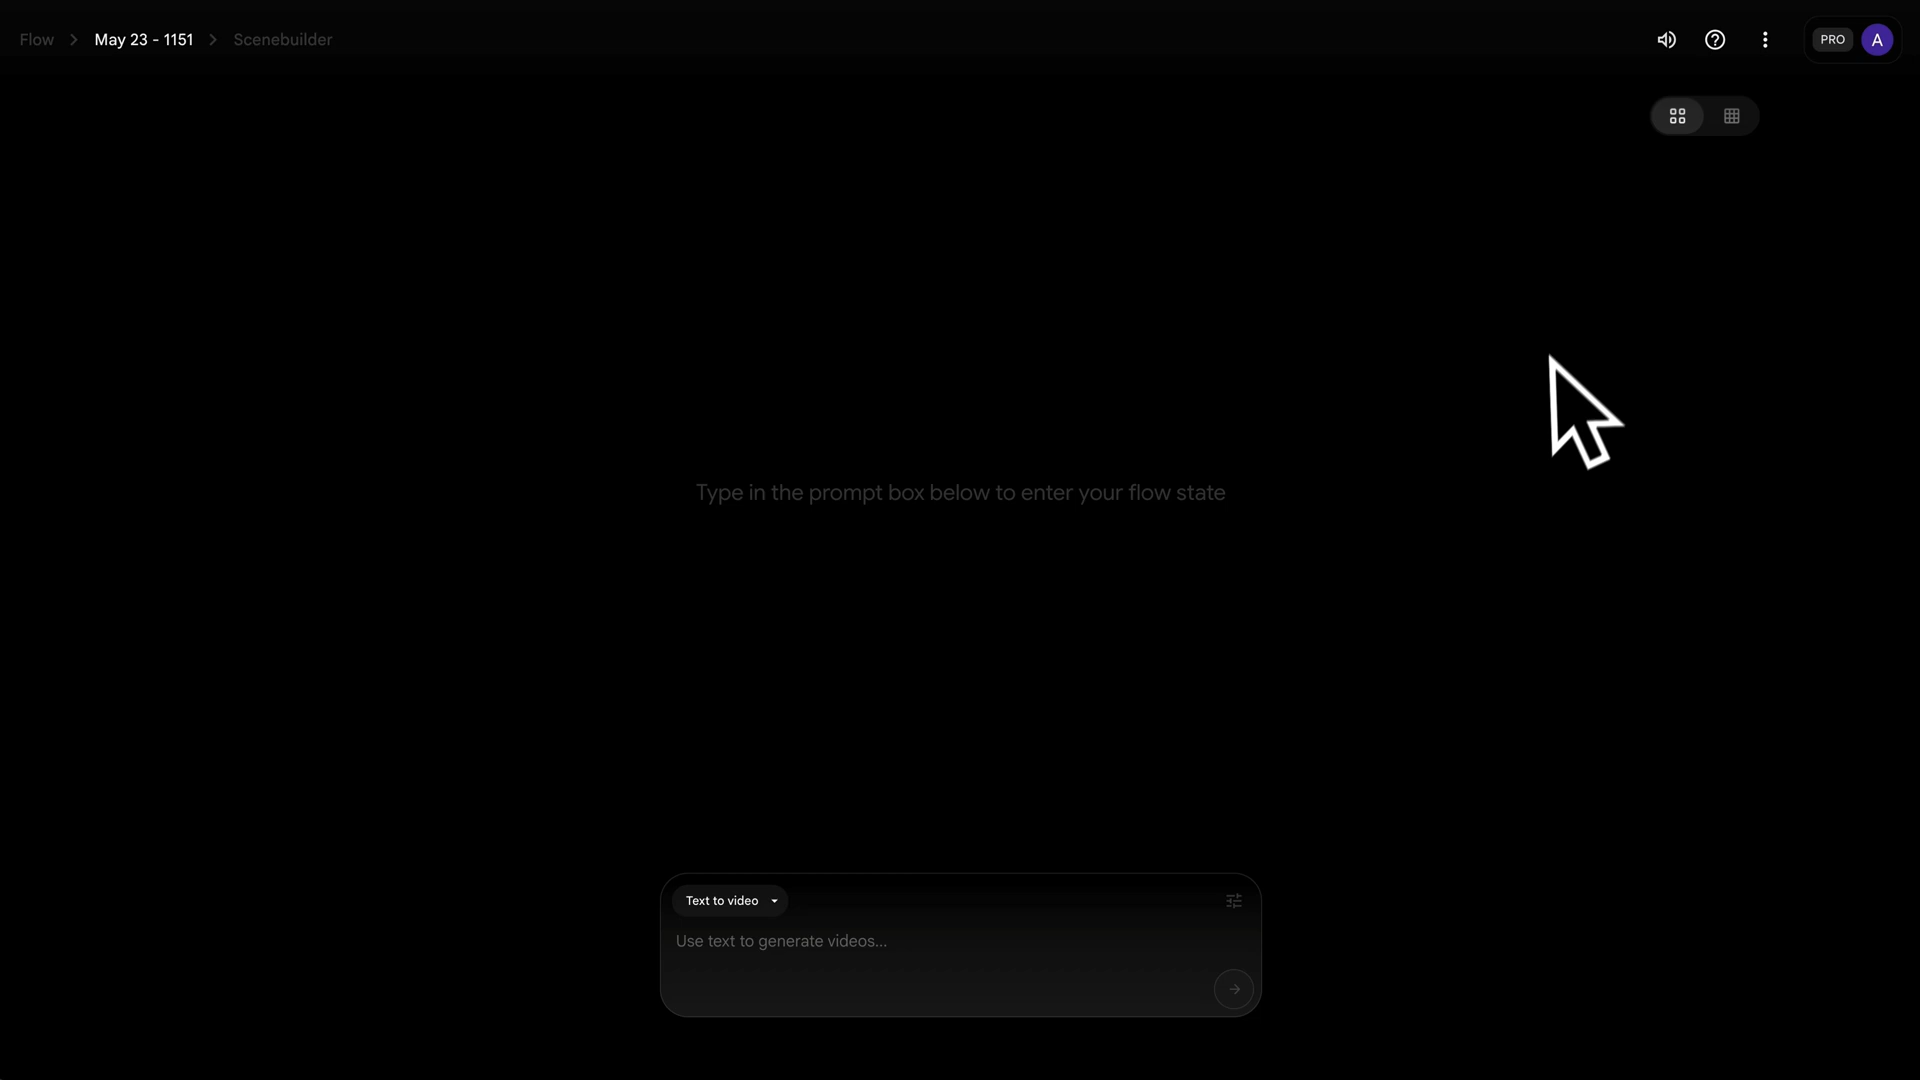 Flow > May 23 - 1151 > Scenebuilder
PRO A
Type in the prompt box below to enter your flow state
Text to video
Use text to generate videos...